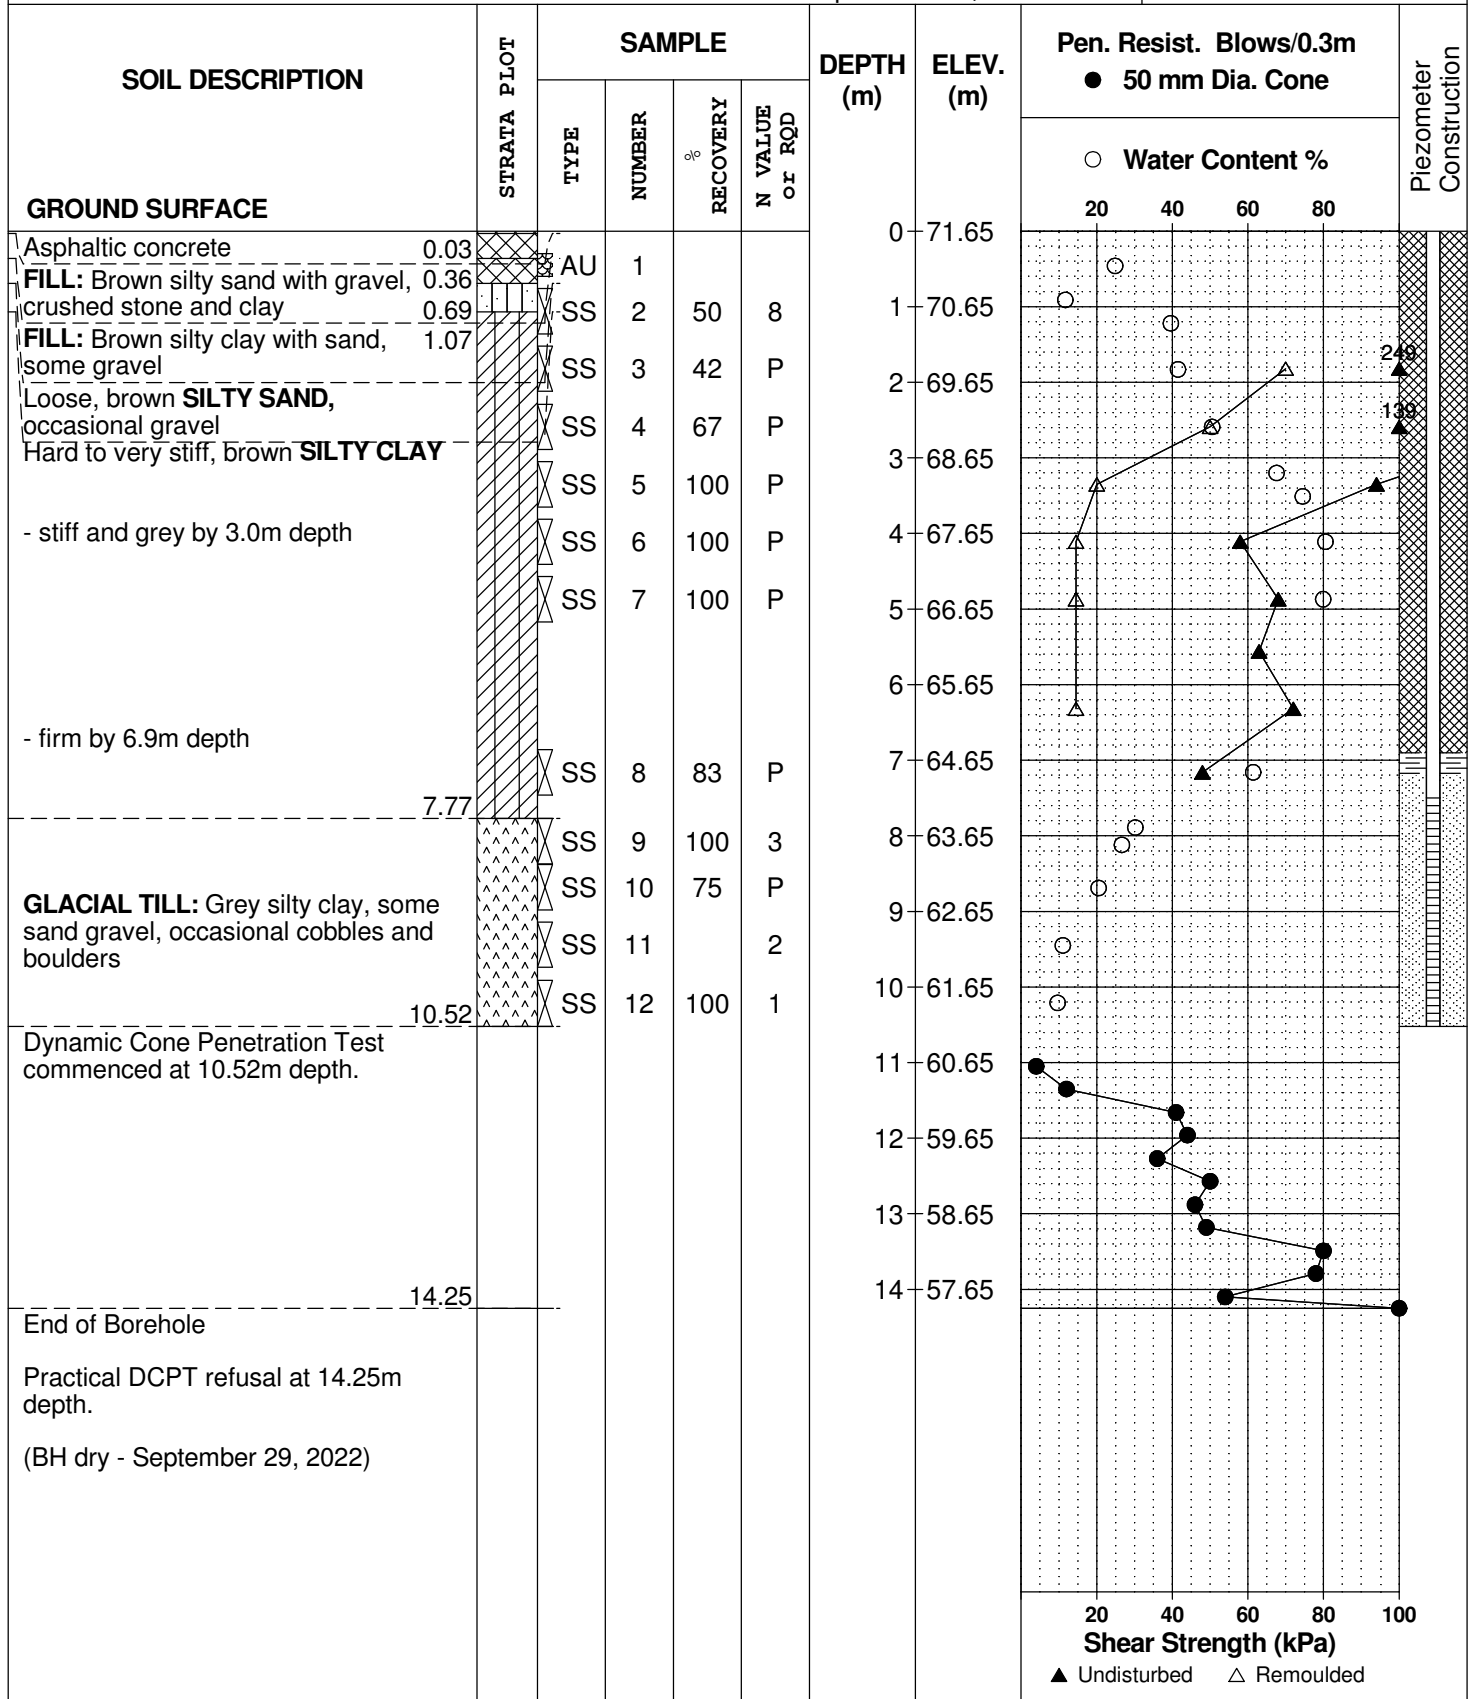 SOIL DESCRIPTION
GROUND SURFACE
STRATA PLOT
SAMPLE
TYPE
NUMBER
%
RECOVERY
N VALUE
or RQD
DEPTH
(m)
ELEV.
(m)
Pen. Resist. Blows/0.3m
● 50 mm Dia. Cone
○ Water Content %
20 40 60 80
Piezometer
Construction
Asphaltic concrete 0.03
FILL: Brown silty sand with gravel, 0.36
crushed stone and clay 0.69
FILL: Brown silty clay with sand, 1.07
some gravel
Loose, brown SILTY SAND,
occasional gravel
Hard to very stiff, brown SILTY CLAY
- stiff and grey by 3.0m depth
- firm by 6.9m depth
7.77
GLACIAL TILL: Grey silty clay, some
sand gravel, occasional cobbles and
boulders
10.52
Dynamic Cone Penetration Test
commenced at 10.52m depth.
14.25
End of Borehole
Practical DCPT refusal at 14.25m
depth.
(BH dry - September 29, 2022)
AU 1
SS 2 50 8
SS 3 42 P
SS 4 67 P
SS 5 100 P
SS 6 100 P
SS 7 100 P
SS 8 83 P
SS 9 100 3
SS 10 75 P
SS 11 2
SS 12 100 1
0 71.65
1 70.65
2 69.65
3 68.65
4 67.65
5 66.65
6 65.65
7 64.65
8 63.65
9 62.65
10 61.65
11 60.65
12 59.65
13 58.65
14 57.65
249
139
20 40 60 80 100
Shear Strength (kPa)
▲ Undisturbed △ Remoulded